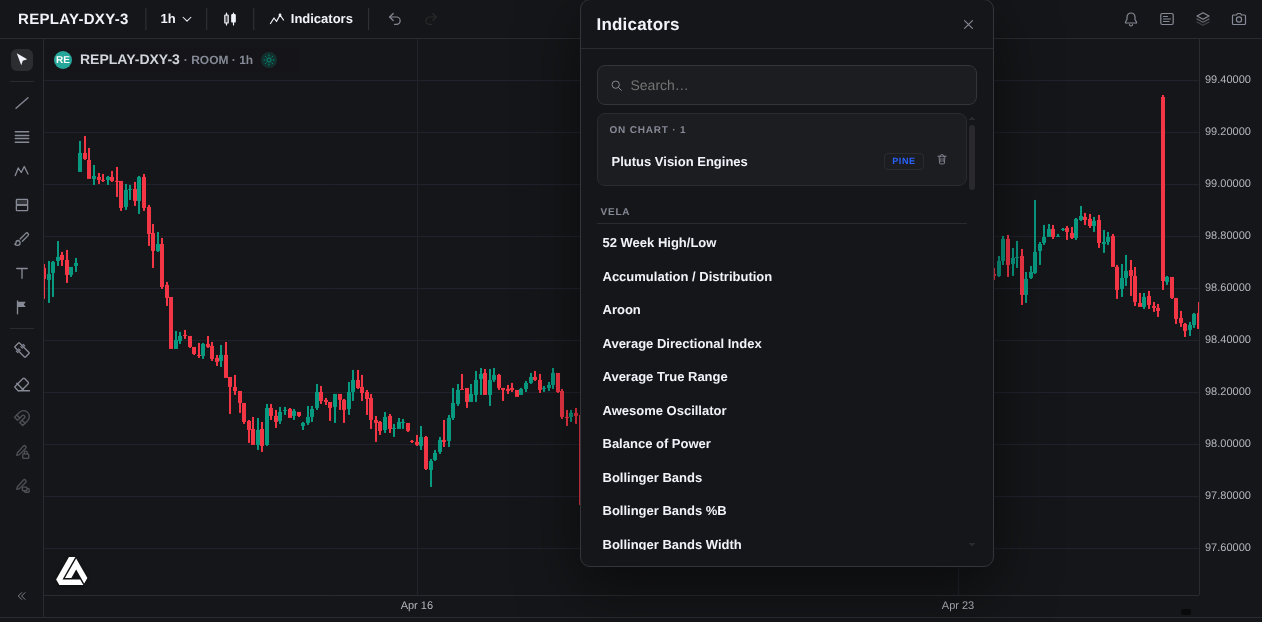 REPLAY-DXY-3
1h
Indicators
RE REPLAY-DXY-3 · ROOM · 1h
Indicators
Search…
ON CHART · 1
Plutus Vision Engines PINE
VELA
52 Week High/Low
Accumulation / Distribution
Aroon
Average Directional Index
Average True Range
Awesome Oscillator
Balance of Power
Bollinger Bands
Bollinger Bands %B
Bollinger Bands Width
99.40000
99.20000
99.00000
98.80000
98.60000
98.40000
98.20000
98.00000
97.80000
97.60000
Apr 16
Apr 23